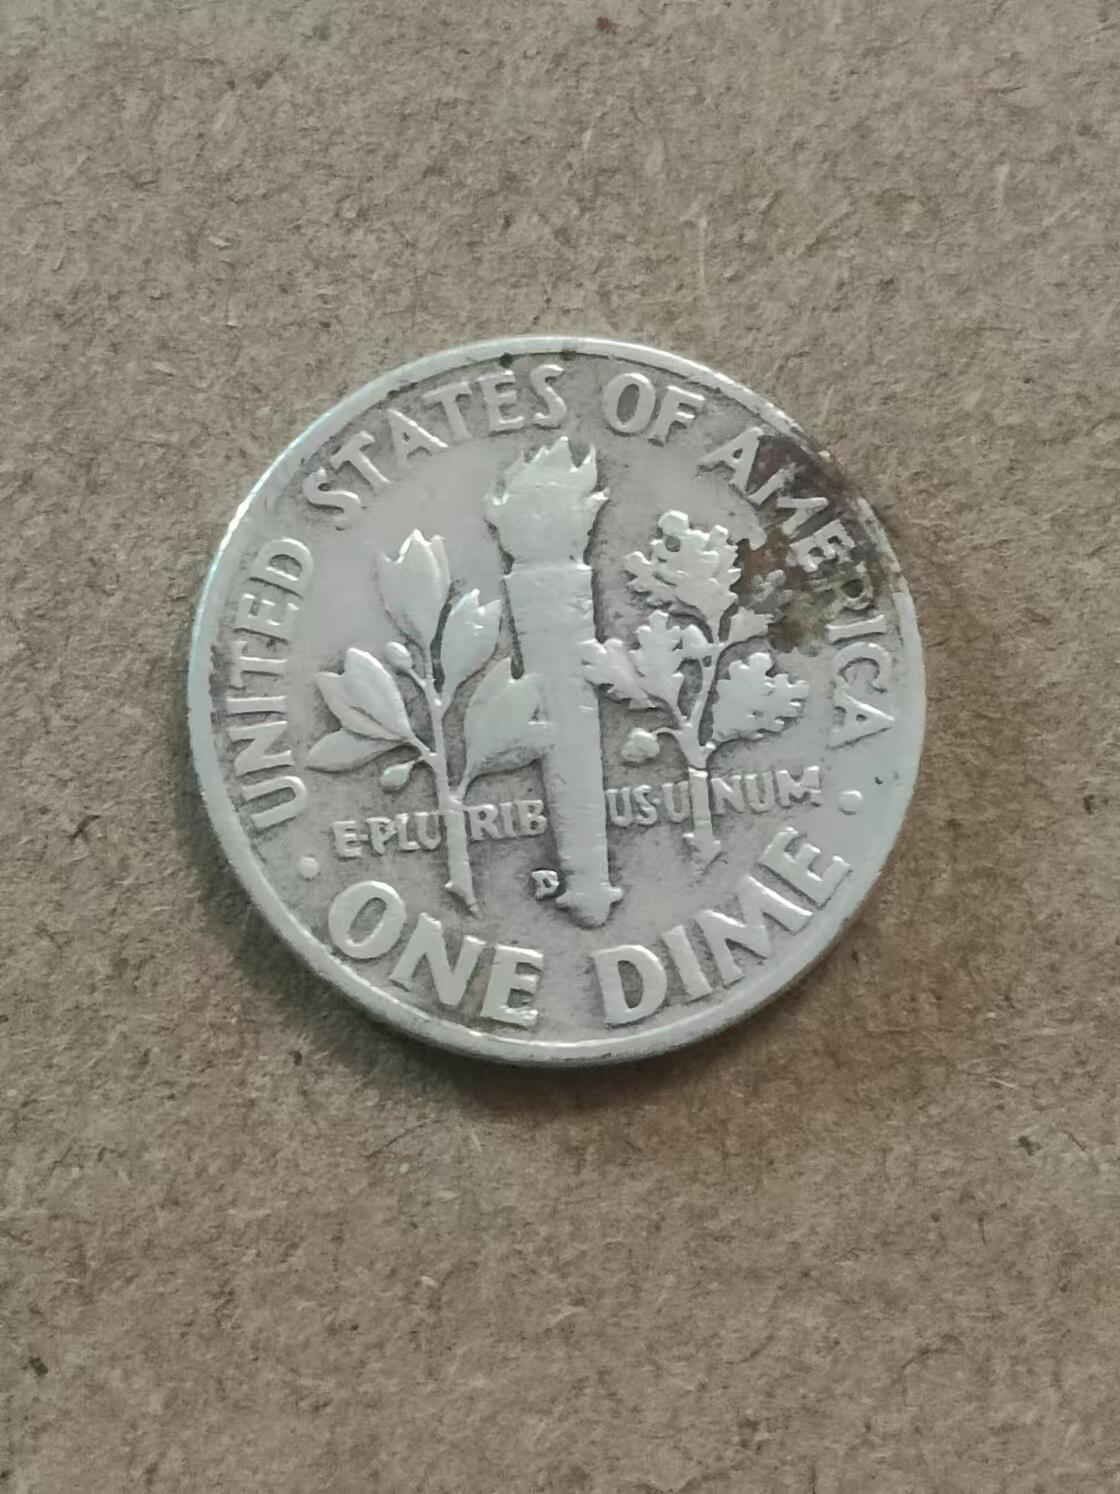 UNITED STATES OF AMERICA
E·PLURIBUS·UNUM
D
· ONE DIME ·